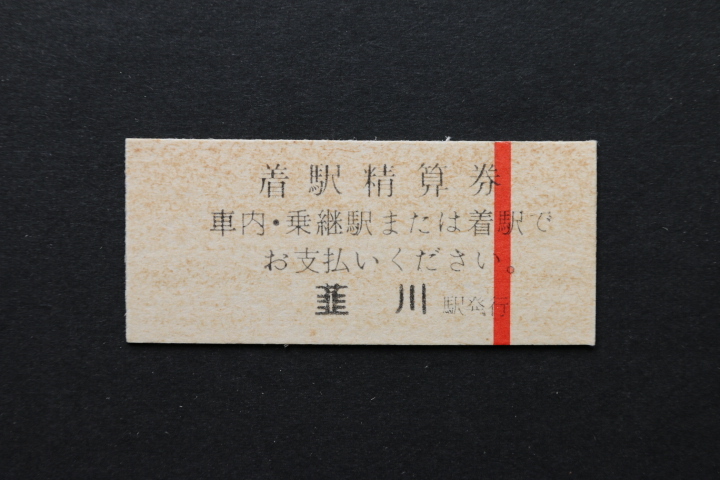 着駅精算券
車内・乗継駅または着駅で
お支払いください。
韮川 駅発行